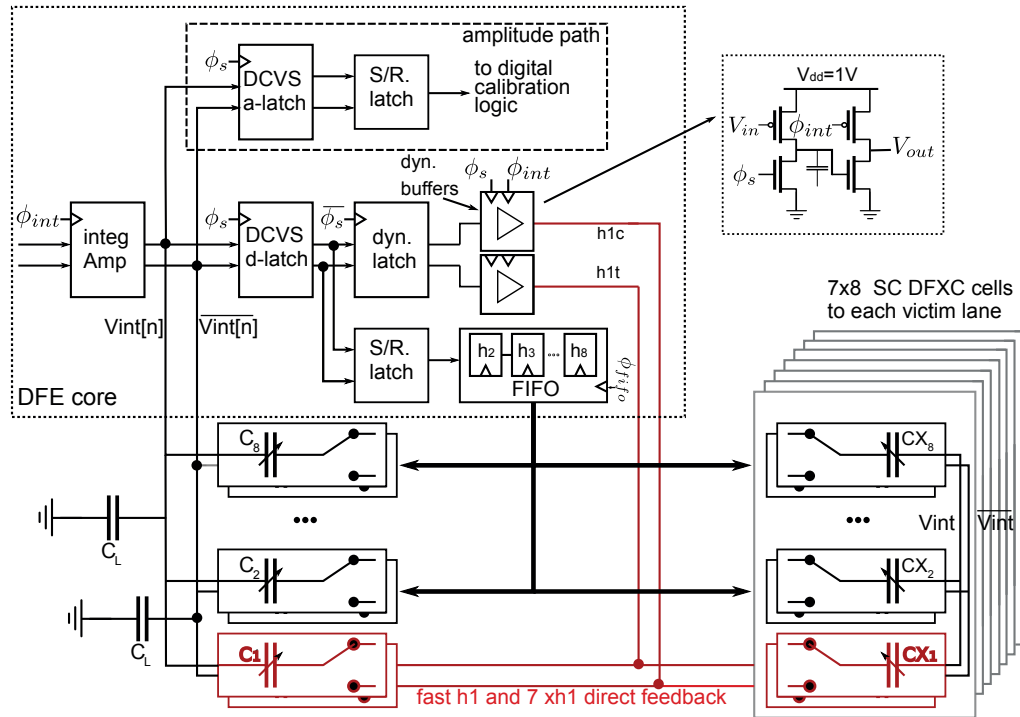 amplitude path
ϕs
DCVS
a-latch
S/R.
latch
to digital
calibration
logic
Vdd=1V
Vin
ϕint
Vout
ϕs
dyn.
buffers
ϕs
ϕint
ϕint
integ
Amp
ϕs
DCVS
d-latch
ϕ̅s̅
dyn.
latch
h1c
h1t
Vint[n]
V̅i̅n̅t̅[̅n̅]̅
S/R.
latch
h2
h3
...
h8
FIFO
ϕfifo
DFE core
7x8 SC DFXC cells
to each victim lane
C8
CX8
...
...
Vint
V̅i̅n̅t̅
CL
C2
CX2
CL
C1
CX1
fast h1 and 7 xh1 direct feedback